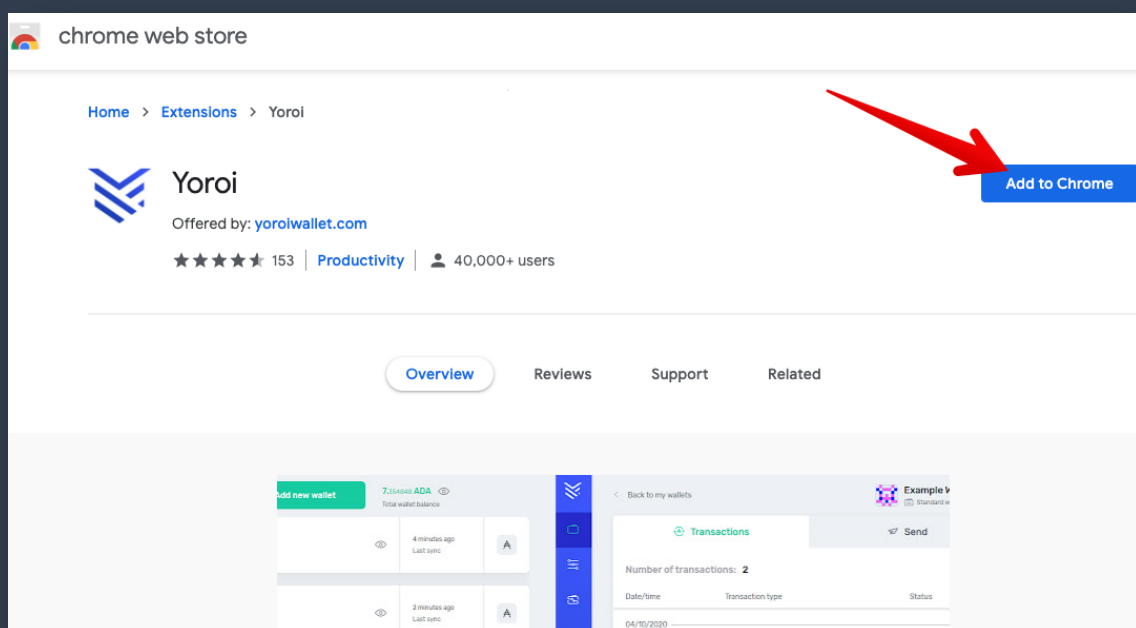 chrome web store
Home > Extensions > Yoroi
Yoroi
Add to Chrome
Offered by: yoroiwallet.com
153 Productivity 40,000+ users
Overview Reviews Support Related
Add new wallet
7.354848 ADA
Total wallet balance
4 minutes ago
Last sync
2 minutes ago
Last sync
Back to my wallets
Example W
Standard w
Transactions
Send
Number of transactions: 2
Date/time Transaction type Status
04/10/2020